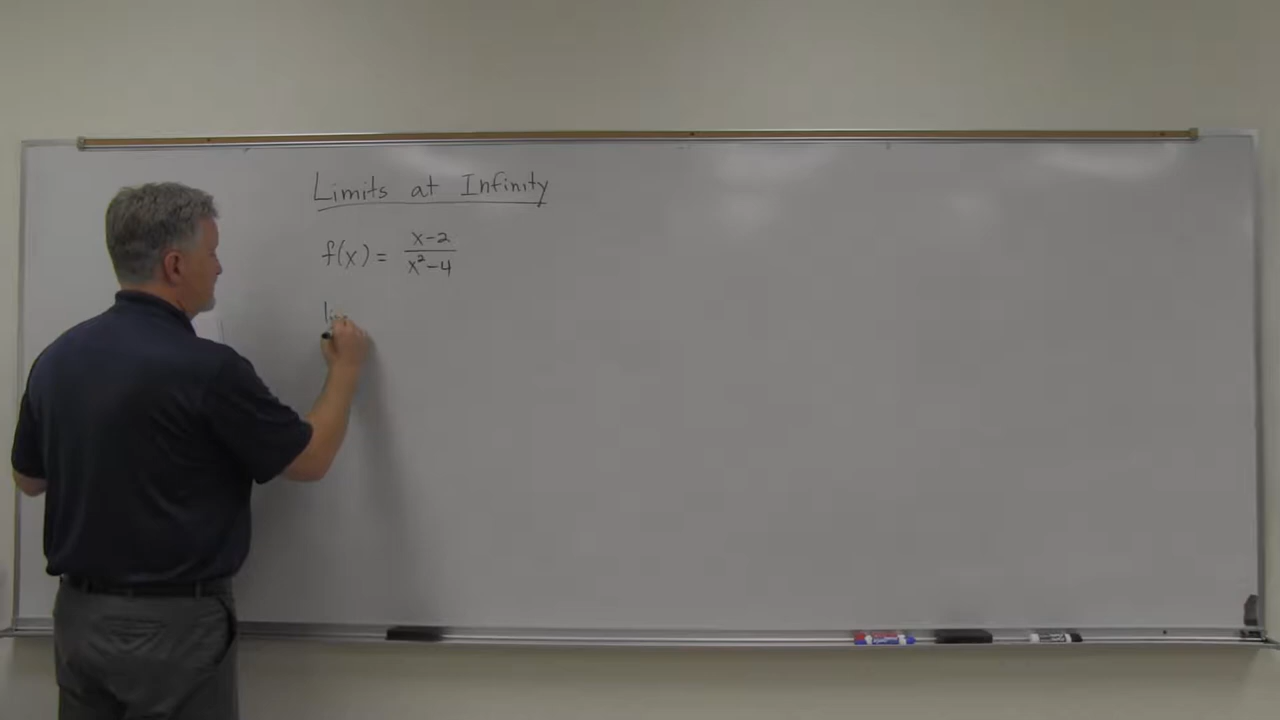 Limits at Infinity
f(x) = (x-2)/(x²-4)